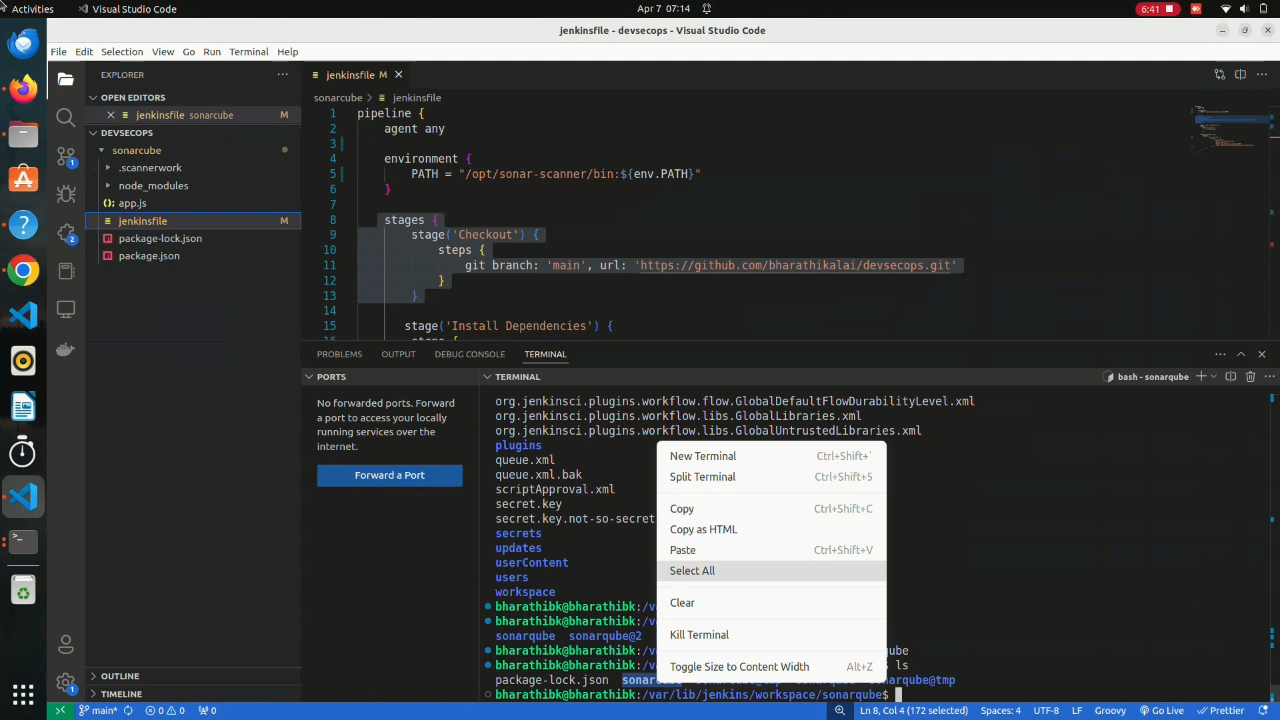 Activities
Visual Studio Code
Apr 7 07:14
6:41
jenkinsfile - devsecops - Visual Studio Code
File Edit Selection View Go Run Terminal Help
EXPLORER
OPEN EDITORS
jenkinsfile sonarcube M
DEVSECOPS
sonarcube
.scannerwork
node_modules
app.js
jenkinsfile M
package-lock.json
package.json
OUTLINE
TIMELINE
jenkinsfile M
sonarcube > jenkinsfile
1 pipeline {
2 agent any
3
4 environment {
5 PATH = "/opt/sonar-scanner/bin:${env.PATH}"
6 }
7
8 stages {
9 stage('Checkout') {
10 steps {
11 git branch: 'main', url: 'https://github.com/bharathikalai/devsecops.git'
12 }
13 }
14
15 stage('Install Dependencies') {
PROBLEMS OUTPUT DEBUG CONSOLE TERMINAL
PORTS
No forwarded ports. Forward
a port to access your locally
running services over the
internet.
Forward a Port
TERMINAL
bash - sonarqube
org.jenkinsci.plugins.workflow.flow.GlobalDefaultFlowDurabilityLevel.xml
org.jenkinsci.plugins.workflow.libs.GlobalLibraries.xml
org.jenkinsci.plugins.workflow.libs.GlobalUntrustedLibraries.xml
plugins
queue.xml
queue.xml.bak
scriptApproval.xml
secret.key
secret.key.not-so-secret
secrets
updates
userContent
users
workspace
bharathibk@bharathibk:/va
bharathibk@bharathibk:/va
sonarqube sonarqube@2
bharathibk@bharathibk:/va
bharathibk@bharathibk:/va ls
package-lock.json sonarqube@tmp
bharathibk@bharathibk:/var/lib/jenkins/workspace/sonarqube$
New Terminal Ctrl+Shift+`
Split Terminal Ctrl+Shift+5
Copy Ctrl+Shift+C
Copy as HTML
Paste Ctrl+Shift+V
Select All
Clear
Kill Terminal
Toggle Size to Content Width Alt+Z
main*
0 0
0
Ln 8, Col 4 (172 selected)
Spaces: 4
UTF-8
LF
Groovy
Go Live
Prettier